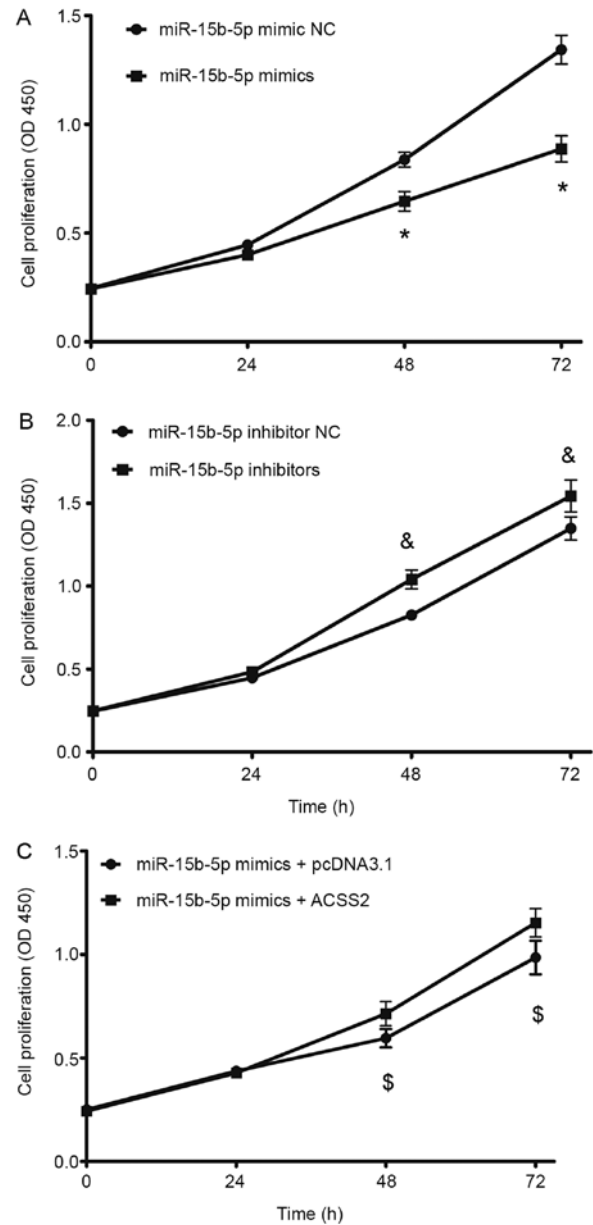 A
miR-15b-5p mimic NC
miR-15b-5p mimics
Cell proliferation (OD 450)
1.5
1.0
0.5
0.0
*
*
0 24 48 72
B
miR-15b-5p inhibitor NC
miR-15b-5p inhibitors
Cell proliferation (OD 450)
2.0
1.5
1.0
0.5
0.0
&
&
0 24 48 72
Time (h)
C
miR-15b-5p mimics + pcDNA3.1
miR-15b-5p mimics + ACSS2
Cell proliferation (OD 450)
1.5
1.0
0.5
0.0
$
$
0 24 48 72
Time (h)